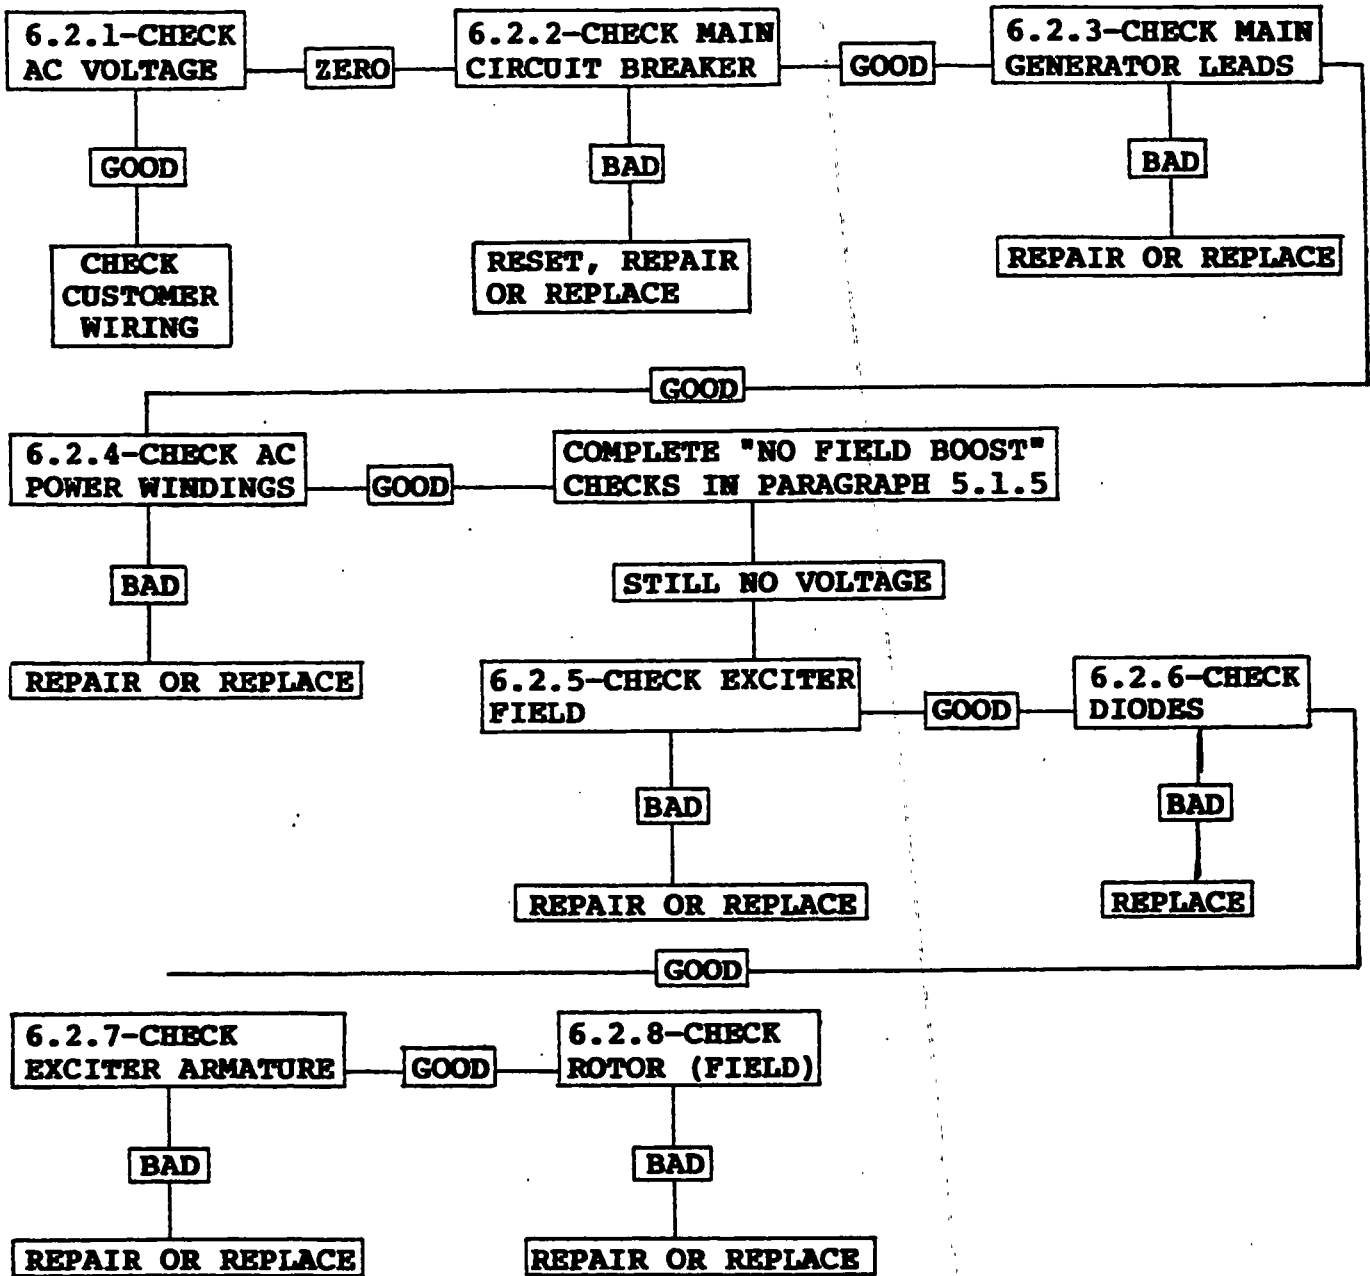 6.2.1-CHECK
AC VOLTAGE
ZERO
6.2.2-CHECK MAIN
CIRCUIT BREAKER
GOOD
6.2.3-CHECK MAIN
GENERATOR LEADS
GOOD
BAD
BAD
CHECK
CUSTOMER
WIRING
RESET, REPAIR
OR REPLACE
REPAIR OR REPLACE
GOOD
6.2.4-CHECK AC
POWER WINDINGS
GOOD
COMPLETE "NO FIELD BOOST"
CHECKS IN PARAGRAPH 5.1.5
BAD
STILL NO VOLTAGE
REPAIR OR REPLACE
6.2.5-CHECK EXCITER
FIELD
GOOD
6.2.6-CHECK
DIODES
BAD
BAD
REPAIR OR REPLACE
REPLACE
GOOD
6.2.7-CHECK
EXCITER ARMATURE
GOOD
6.2.8-CHECK
ROTOR (FIELD)
BAD
BAD
REPAIR OR REPLACE
REPAIR OR REPLACE